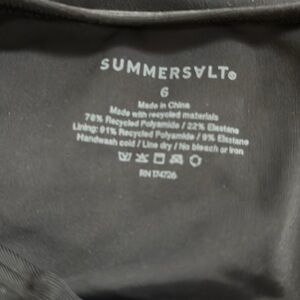 SUMMERSALT®
6
Made in China
Made with recycled materials
78% Recycled Polyamide / 22% Elastane
Lining: 91% Recycled Polyamide / 9% Elastane
Handwash cold / Line dry / No bleach or iron
RN 174726